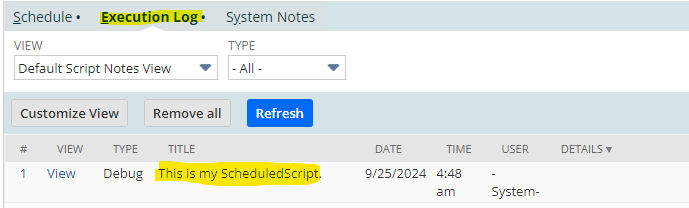 Schedule • Execution Log • System Notes
VIEW TYPE
Default Script Notes View - All -
Customize View Remove all Refresh
# VIEW TYPE TITLE DATE TIME USER DETAILS ▼
1 View Debug This is my ScheduledScript. 9/25/2024 4:48 -
am System-